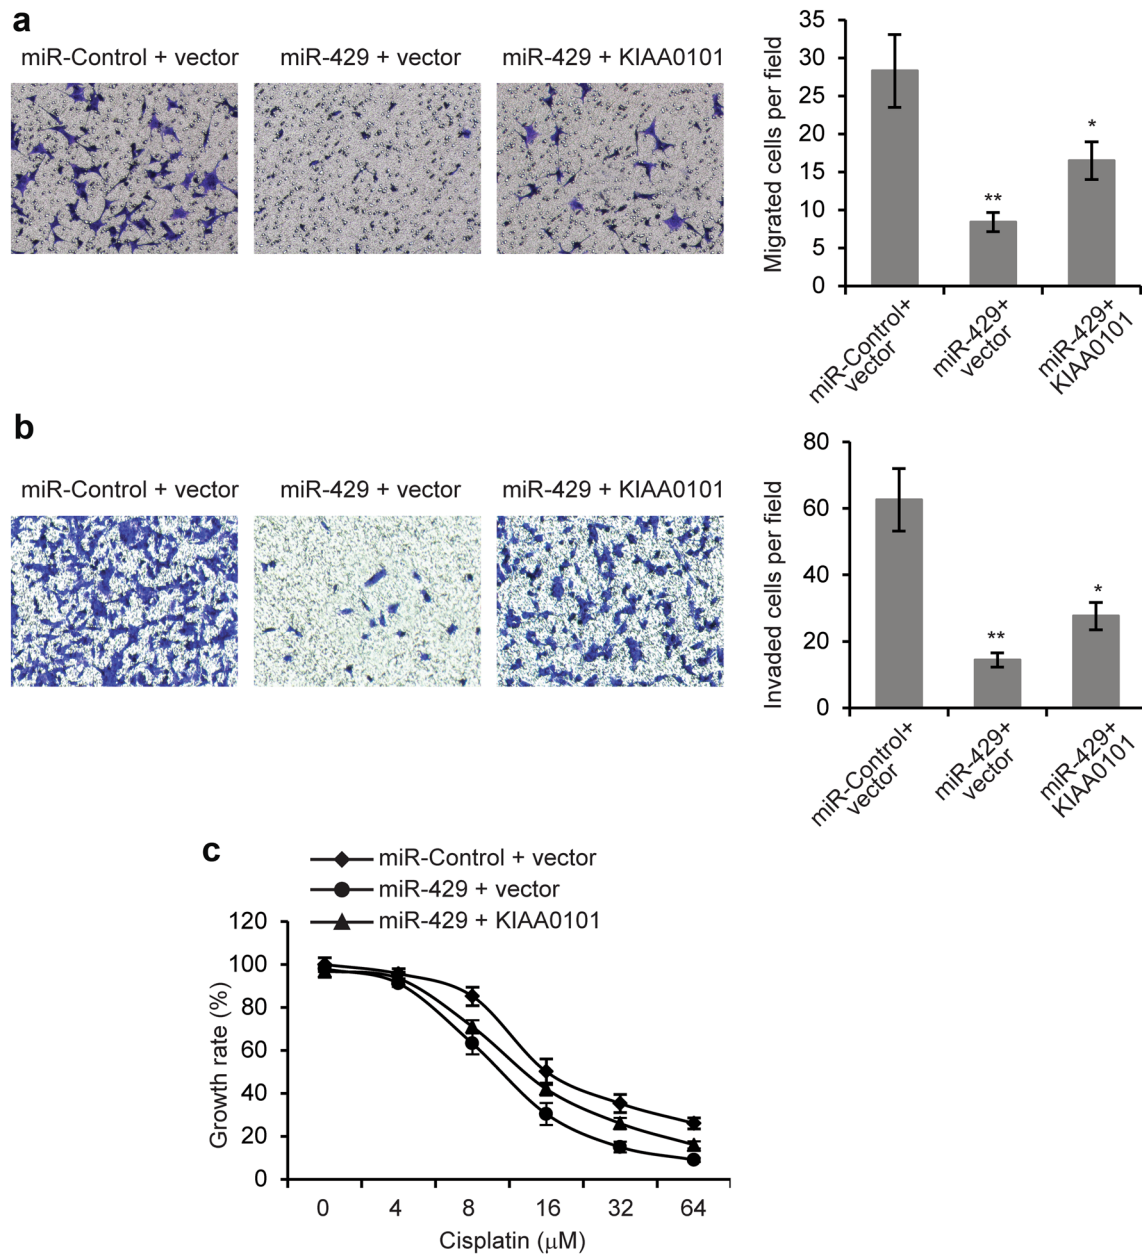 a
miR-Control + vector
miR-429 + vector
miR-429 + KIAA0101
Migrated cells per field
35
30
25
20
15
10
5
0
**
*
miR-Control+
vector
miR-429+
vector
miR-429+
KIAA0101
b
miR-Control + vector
miR-429 + vector
miR-429 + KIAA0101
Invaded cells per field
80
60
40
20
0
**
*
miR-Control+
vector
miR-429+
vector
miR-429+
KIAA0101
c
miR-Control + vector
miR-429 + vector
miR-429 + KIAA0101
Growth rate (%)
120
100
80
60
40
20
0
0 4 8 16 32 64
Cisplatin (μM)